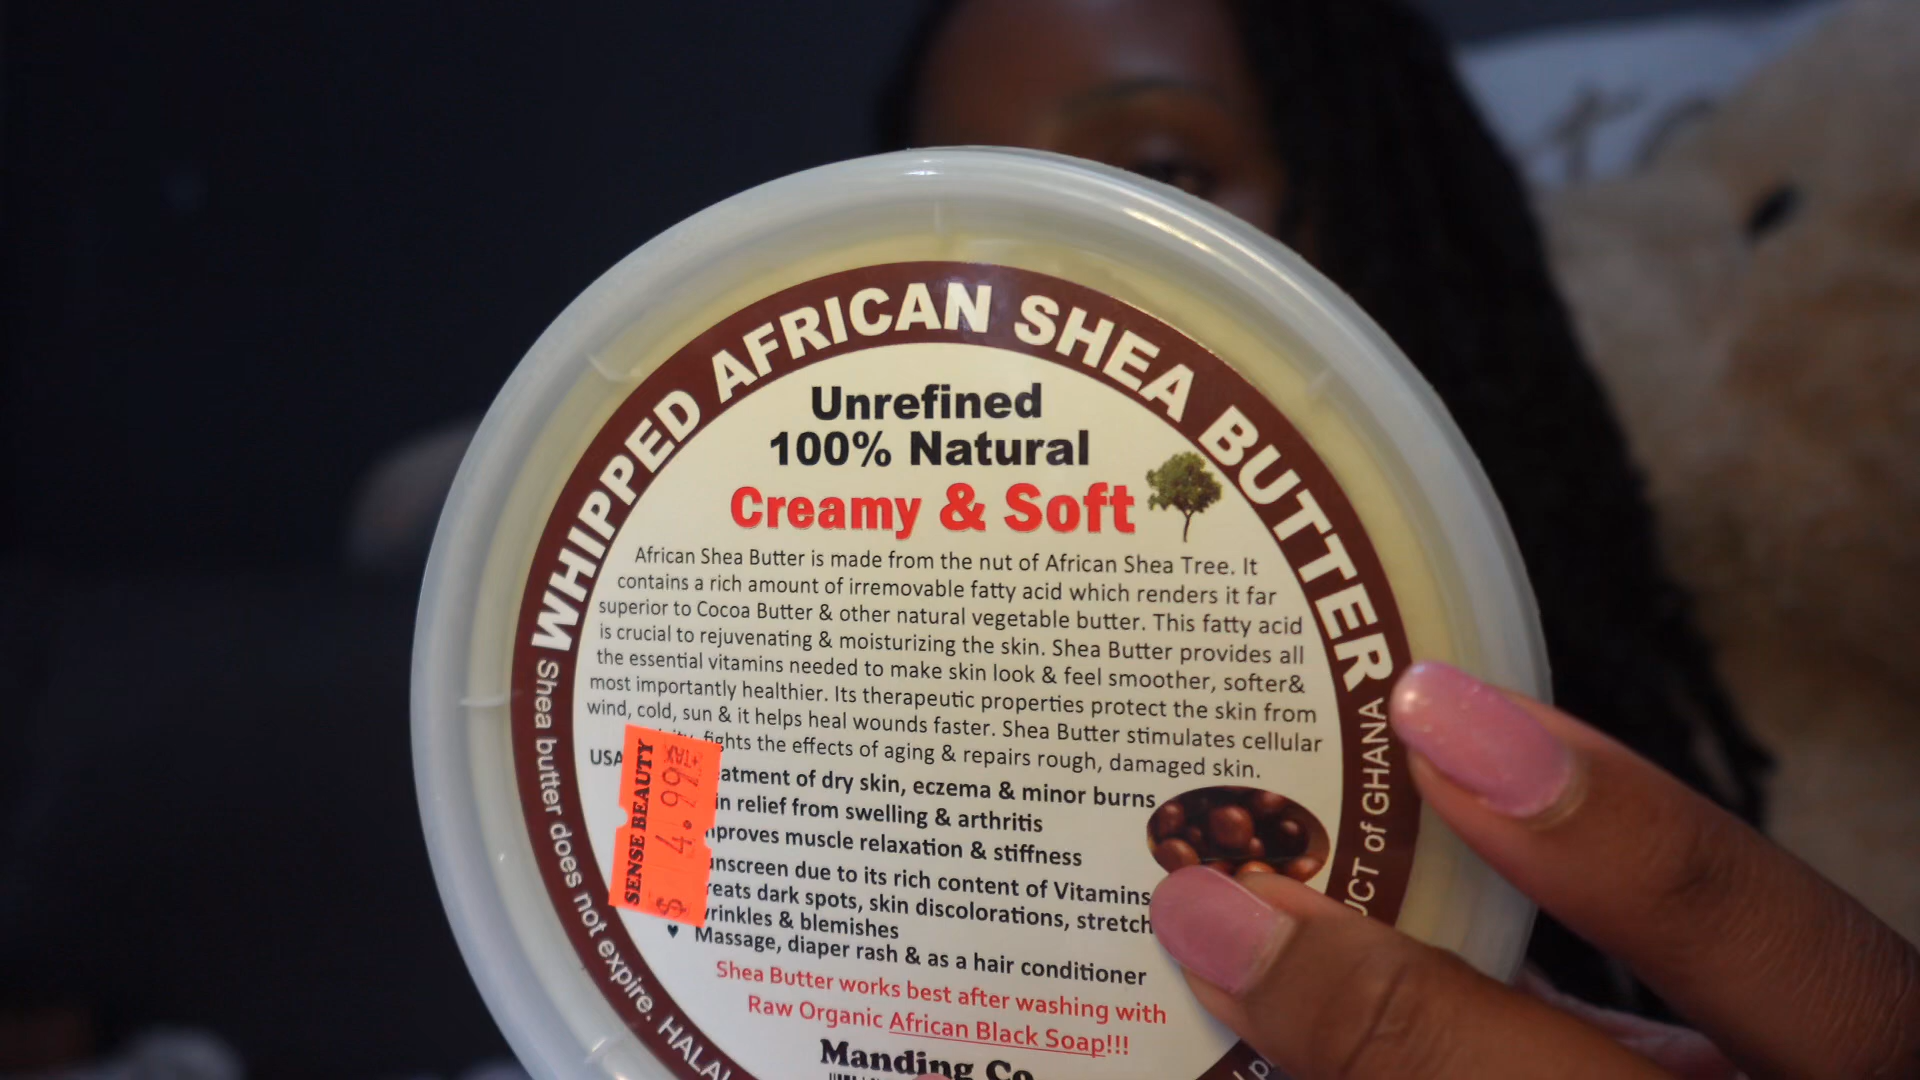 WHIPPED AFRICAN SHEA BUTTER
Unrefined
100% Natural
Creamy & Soft
African Shea Butter is made from the nut of African Shea Tree. It
contains a rich amount of irremovable fatty acid which renders it far
superior to Cocoa Butter & other natural vegetable butter. This fatty acid
is crucial to rejuvenating & moisturizing the skin. Shea Butter provides all
the essential vitamins needed to make skin look & feel smoother, softer&
most importantly healthier. Its therapeutic properties protect the skin from
wind, cold, sun & it helps heal wounds faster. Shea Butter stimulates cellular
fights the effects of aging & repairs rough, damaged skin.
of dry skin, eczema & minor burns
relief from swelling & arthritis
muscle relaxation & stiffness
due to its rich content of Vitamins
dark spots, skin discolorations, stretch
& blemishes
Massage, diaper rash & as a hair conditioner
Shea Butter works best after washing with
Raw Organic African Black Soap!!!
Manding Co
SENSE BEAUTY
$ 4.99
+TAX
Shea butter does not expire. HALAL
of GHANA